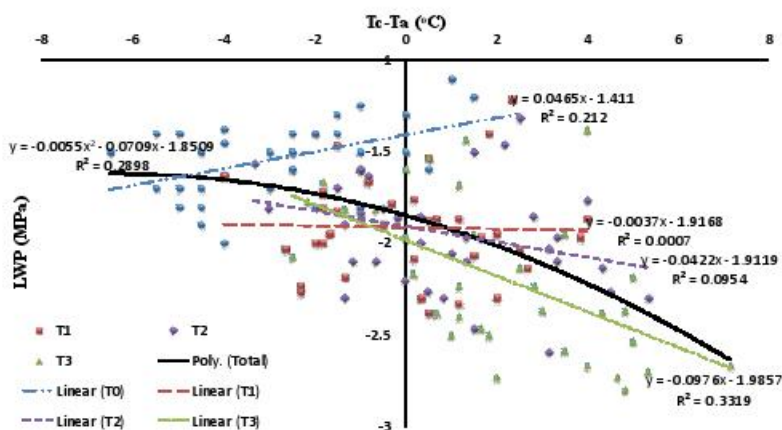 Tc-Ta (°C)
-8 -6 -4 -2 0 2 4 6 8
-1
y = 0.0465x - 1.411
R² = 0.212
y = -0.0055x² - 0.0709x - 1.8509
R² = 0.2898
-1.5
LWP (MPa)
-2
y = -0.0037x - 1.9168
R² = 0.0007
y = -0.0422x - 1.9119
R² = 0.0954
T1 T2
-2.5
T3 Poly. (Total)
Linear (T0) Linear (T1)
Linear (T2) Linear (T3)
y = -0.0976x - 1.9857
R² = 0.3319
-3